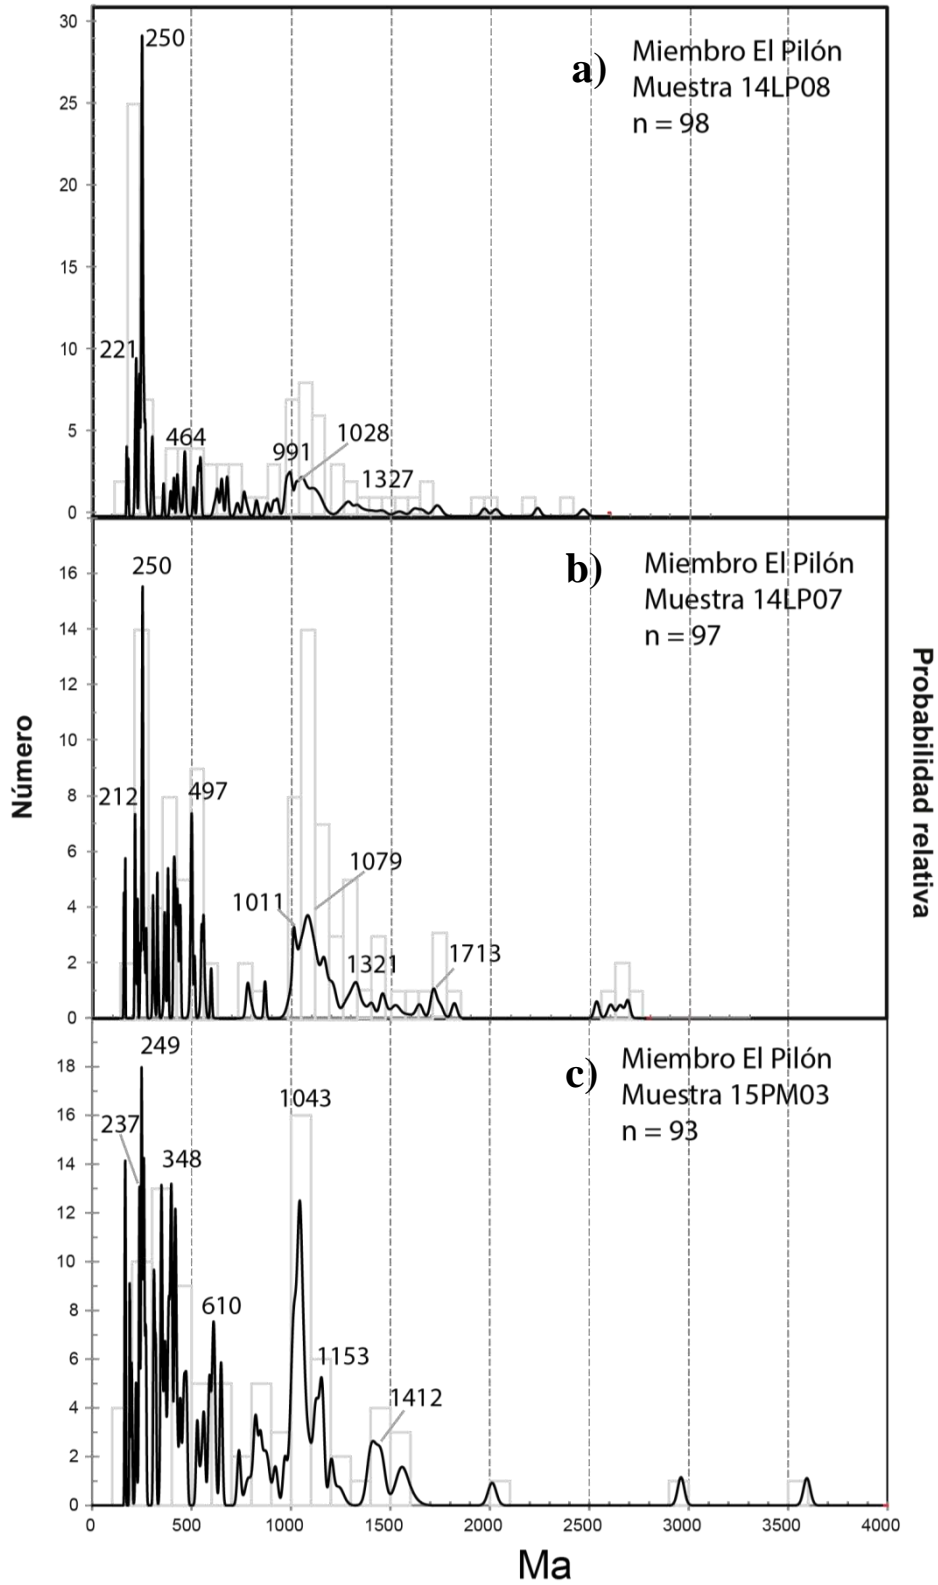 30
25
20
15
10
5
0
250
221
464
991
1028
1327
a)
Miembro El Pilón
Muestra 14LP08
n = 98
16
14
12
10
8
6
4
2
0
250
212
497
1011
1079
1321
1713
b)
Miembro El Pilón
Muestra 14LP07
n = 97
18
16
14
12
10
8
6
4
2
0
249
237
348
610
1043
1153
1412
c)
Miembro El Pilón
Muestra 15PM03
n = 93
0 500 1000 1500 2000 2500 3000 3500 4000
Ma
Número
Probabilidad relativa